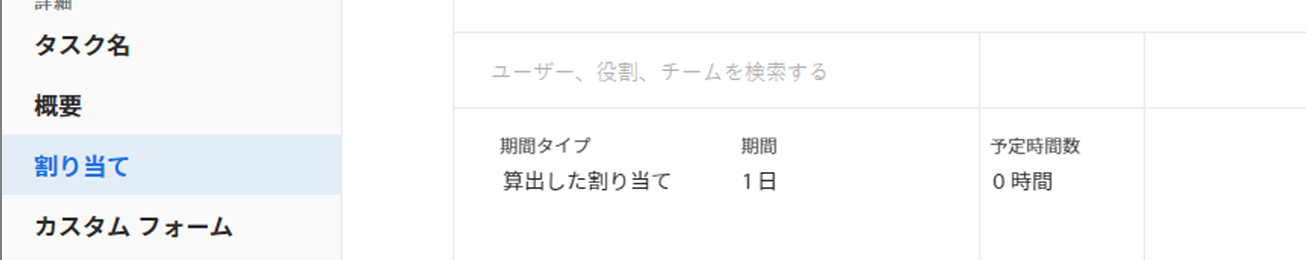 詳細
タスク名
概要
割り当て
カスタム フォーム
ユーザー、役割、チームを検索する
期間タイプ 期間 予定時間数
算出した割り当て 1 日 0 時間